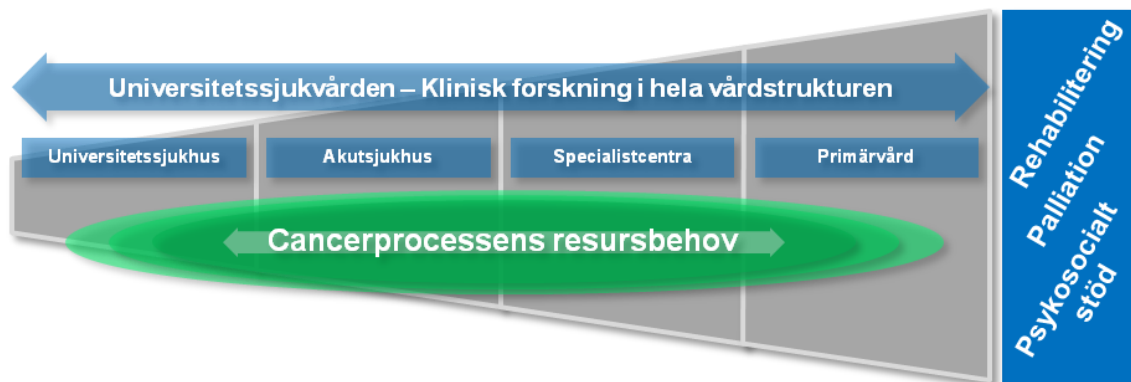 Universitetssjukvården – Klinisk forskning i hela vårdstrukturen
Universitetssjukhus
Akutsjukhus
Specialistcentra
Primärvård
Cancerprocessens resursbehov
Rehabilitering
Palliation
Psykosocialt
stöd